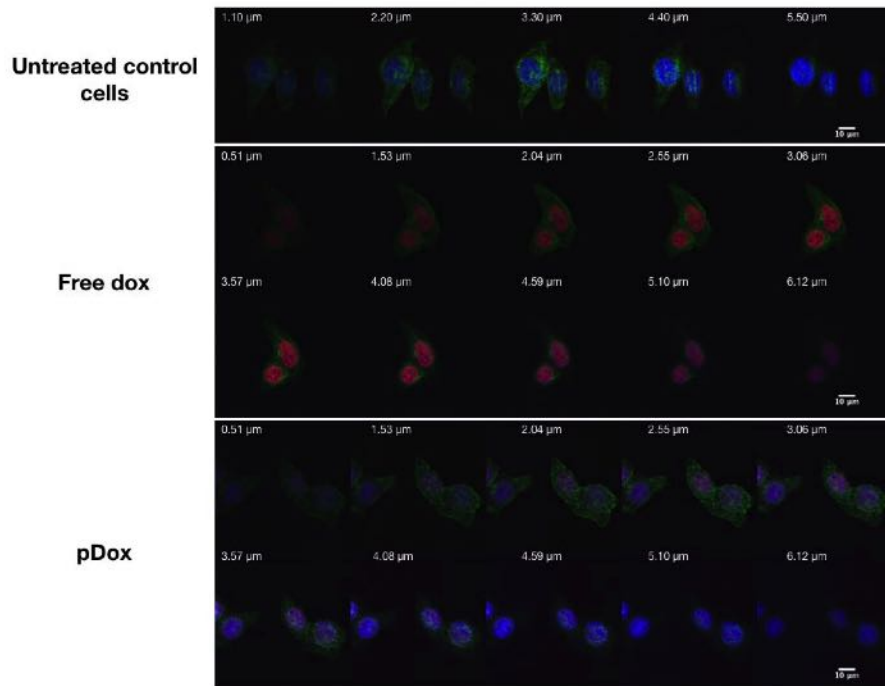 1.10 μm 2.20 μm 3.30 μm 4.40 μm 5.50 μm
Untreated control
cells
10 μm
0.51 μm 1.53 μm 2.04 μm 2.55 μm 3.06 μm
Free dox
3.57 μm 4.08 μm 4.59 μm 5.10 μm 6.12 μm
10 μm
0.51 μm 1.53 μm 2.04 μm 2.55 μm 3.06 μm
pDox
3.57 μm 4.08 μm 4.59 μm 5.10 μm 6.12 μm
10 μm